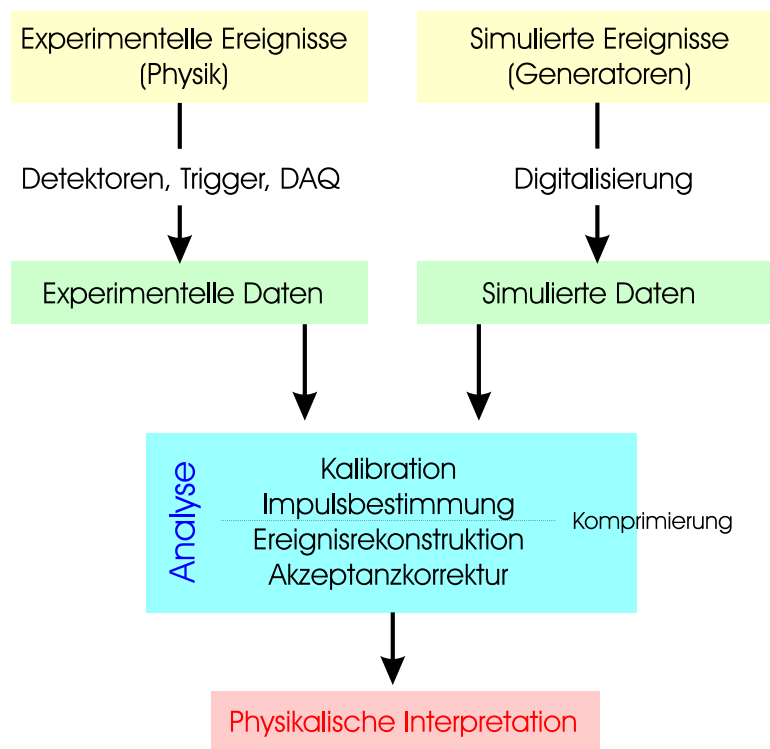 Experimentelle Ereignisse
(Physik)
Simulierte Ereignisse
(Generatoren)
Detektoren, Trigger, DAQ
Digitalisierung
Experimentelle Daten
Simulierte Daten
Analyse
Kalibration
Impulsbestimmung
Komprimierung
Ereignisrekonstruktion
Akzeptanzkorrektur
Physikalische Interpretation